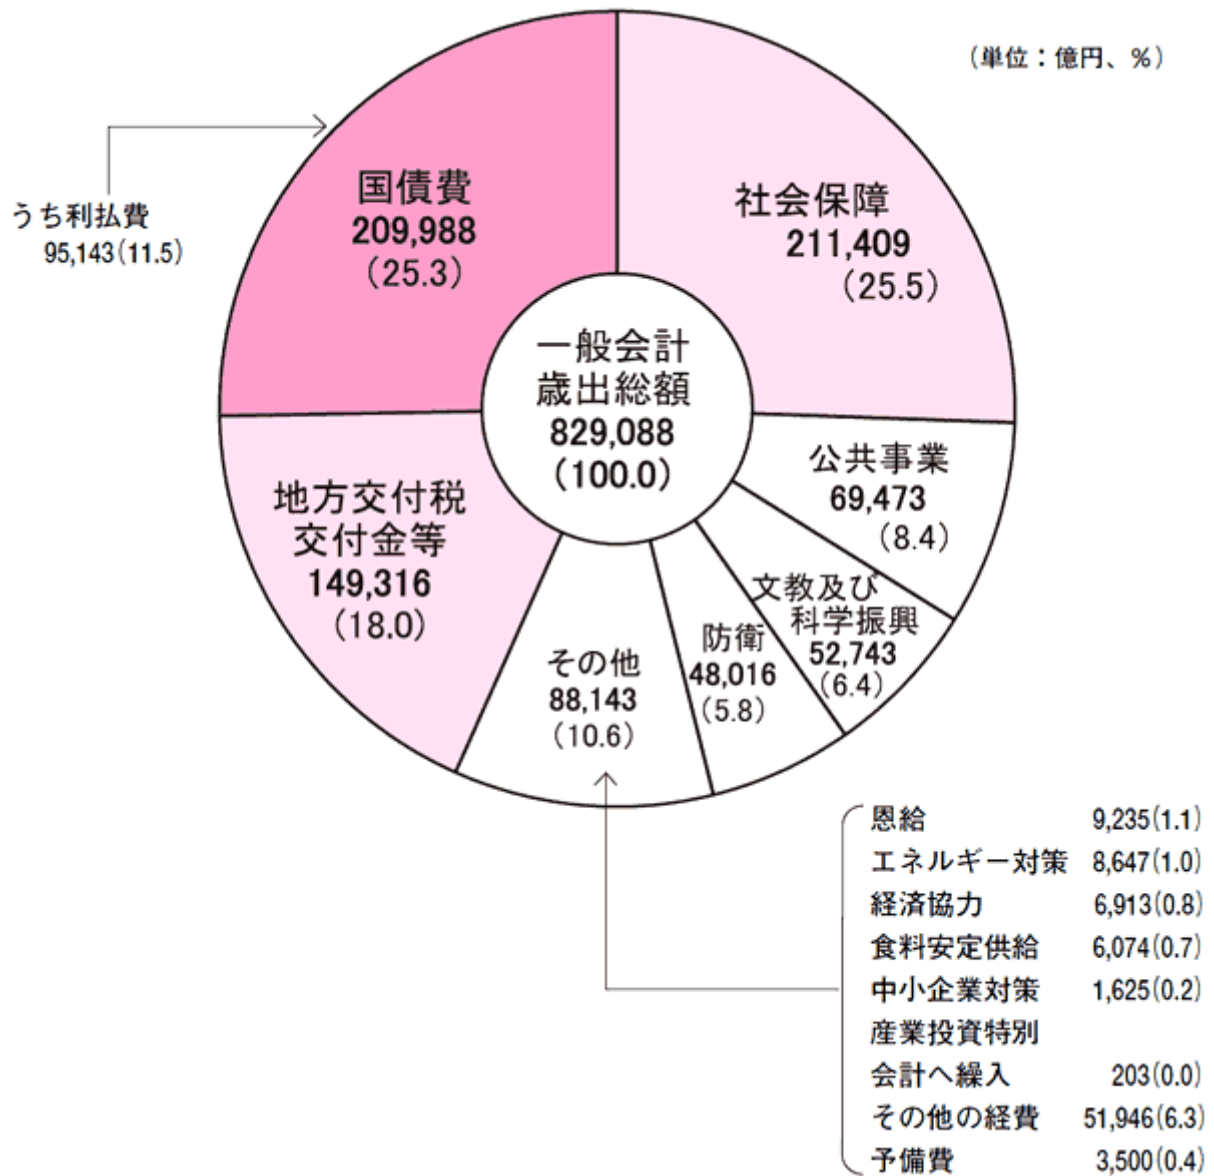 (単位：億円、％)
国債費
209,988
(25.3)
うち利払費
95,143(11.5)
社会保障
211,409
(25.5)
一般会計
歳出総額
829,088
(100.0)
公共事業
69,473
(8.4)
地方交付税
交付金等
149,316
(18.0)
文教及び
科学振興
52,743
(6.4)
防衛
48,016
(5.8)
その他
88,143
(10.6)
恩給 9,235(1.1)
エネルギー対策 8,647(1.0)
経済協力 6,913(0.8)
食料安定供給 6,074(0.7)
中小企業対策 1,625(0.2)
産業投資特別
会計へ繰入 203(0.0)
その他の経費 51,946(6.3)
予備費 3,500(0.4)